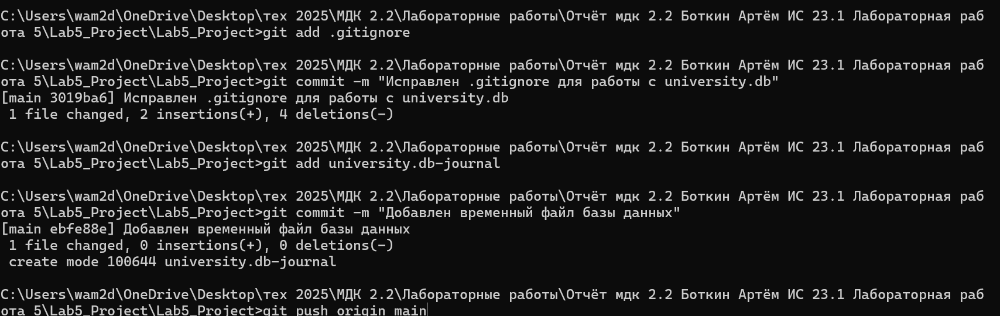 C:\Users\wam2d\OneDrive\Desktop\тех 2025\МДК 2.2\Лабораторные работы\Отчёт мдк 2.2 Боткин Артём ИС 23.1 Лабораторная раб
ота 5\Lab5_Project\Lab5_Project>git add .gitignore
C:\Users\wam2d\OneDrive\Desktop\тех 2025\МДК 2.2\Лабораторные работы\Отчёт мдк 2.2 Боткин Артём ИС 23.1 Лабораторная раб
ота 5\Lab5_Project\Lab5_Project>git commit -m "Исправлен .gitignore для работы с university.db"
[main 3019ba6] Исправлен .gitignore для работы с university.db
 1 file changed, 2 insertions(+), 4 deletions(-)
C:\Users\wam2d\OneDrive\Desktop\тех 2025\МДК 2.2\Лабораторные работы\Отчёт мдк 2.2 Боткин Артём ИС 23.1 Лабораторная раб
ота 5\Lab5_Project\Lab5_Project>git add university.db-journal
C:\Users\wam2d\OneDrive\Desktop\тех 2025\МДК 2.2\Лабораторные работы\Отчёт мдк 2.2 Боткин Артём ИС 23.1 Лабораторная раб
ота 5\Lab5_Project\Lab5_Project>git commit -m "Добавлен временный файл базы данных"
[main ebfe88e] Добавлен временный файл базы данных
 1 file changed, 0 insertions(+), 0 deletions(-)
 create mode 100644 university.db-journal
C:\Users\wam2d\OneDrive\Desktop\тех 2025\МДК 2.2\Лабораторные работы\Отчёт мдк 2.2 Боткин Артём ИС 23.1 Лабораторная раб
ота 5\Lab5_Project\Lab5_Project>git push origin main